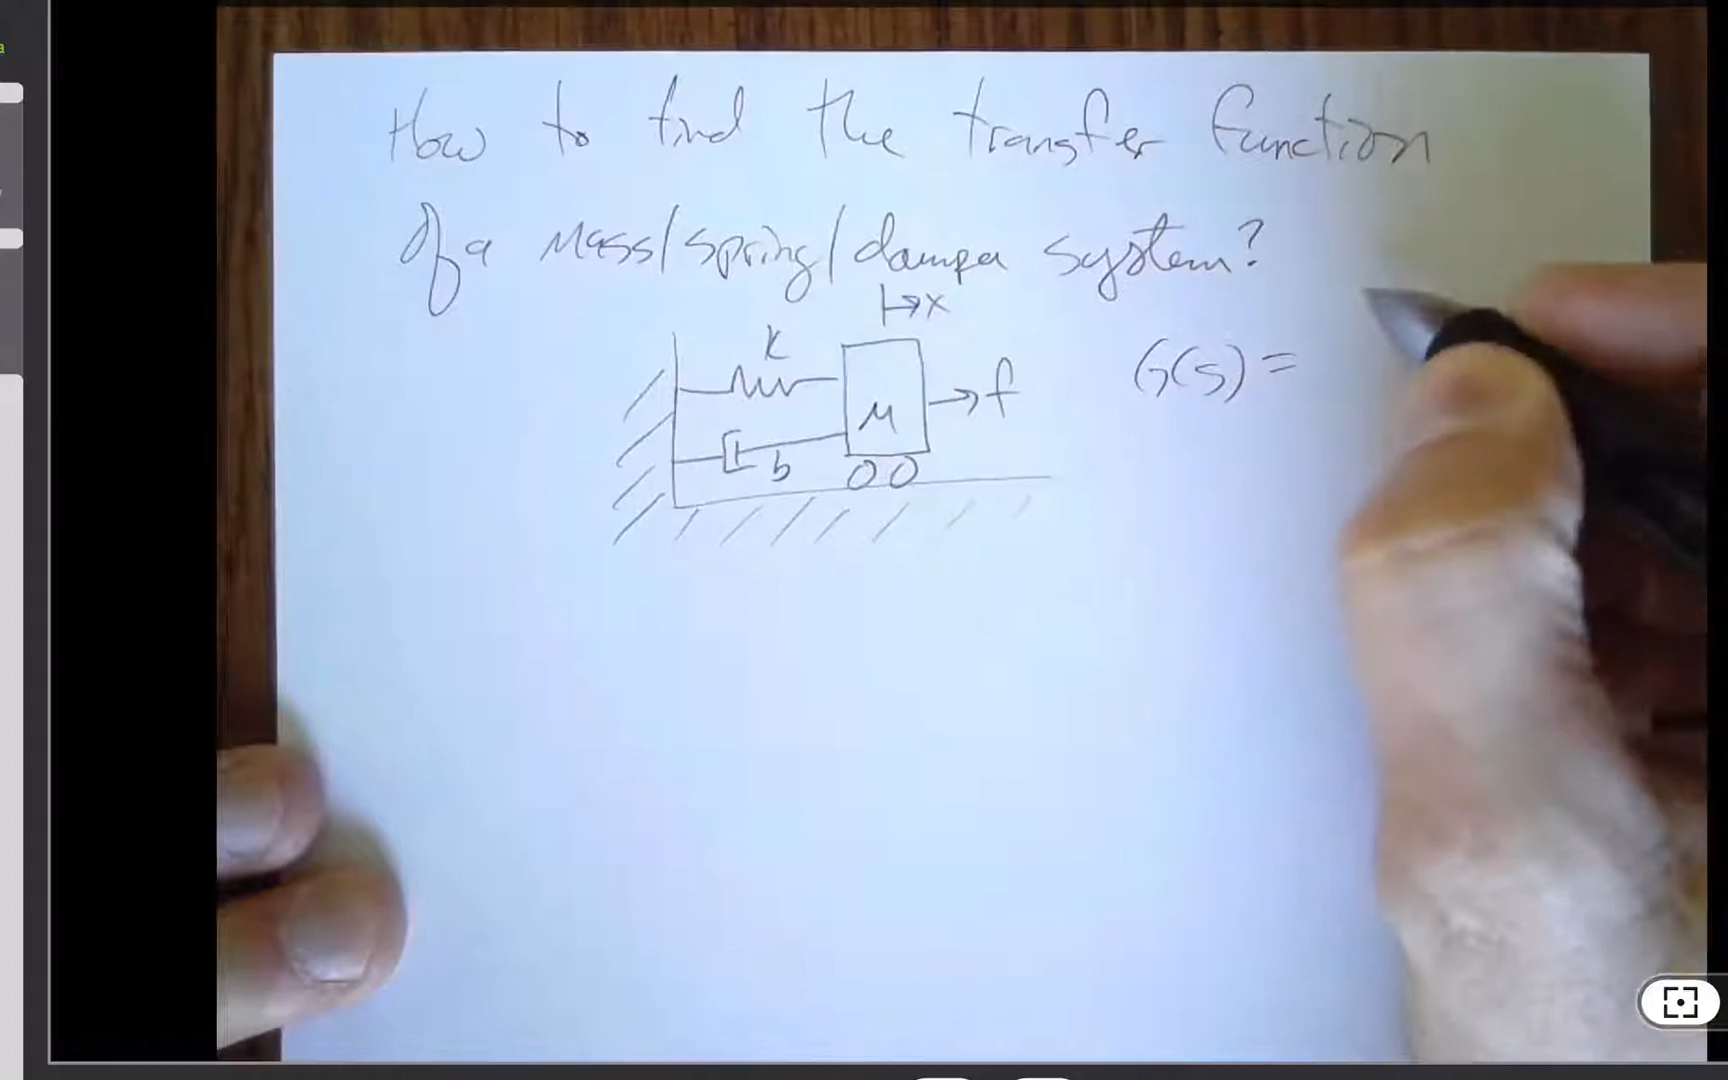 How to find the transfer function
of a mass/spring/damper system?
x
k
M
f
G(s) =
b